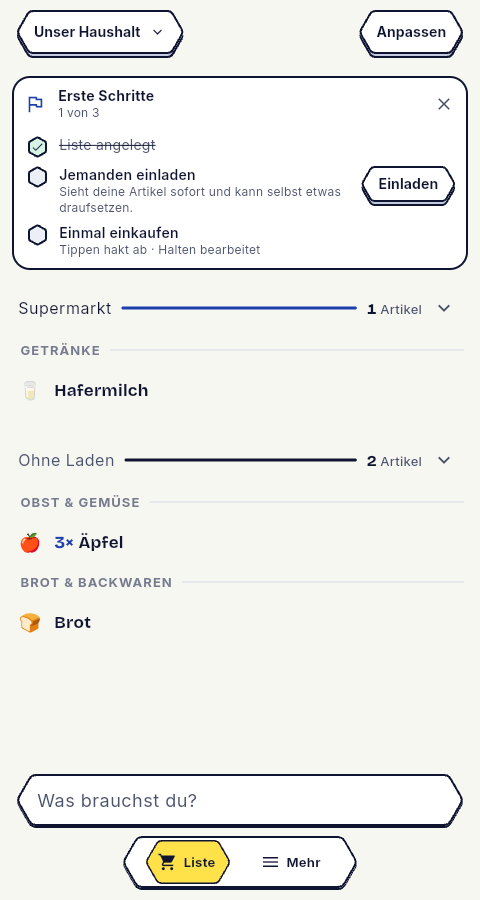 Unser Haushalt
Anpassen
Erste Schritte
1 von 3
Liste angelegt
Jemanden einladen
Sieht deine Artikel sofort und kann selbst etwas
draufsetzen.
Einladen
Einmal einkaufen
Tippen hakt ab · Halten bearbeitet
Supermarkt
1 Artikel
GETRÄNKE
Hafermilch
Ohne Laden
2 Artikel
OBST & GEMÜSE
3× Äpfel
BROT & BACKWAREN
Brot
Was brauchst du?
Liste
Mehr